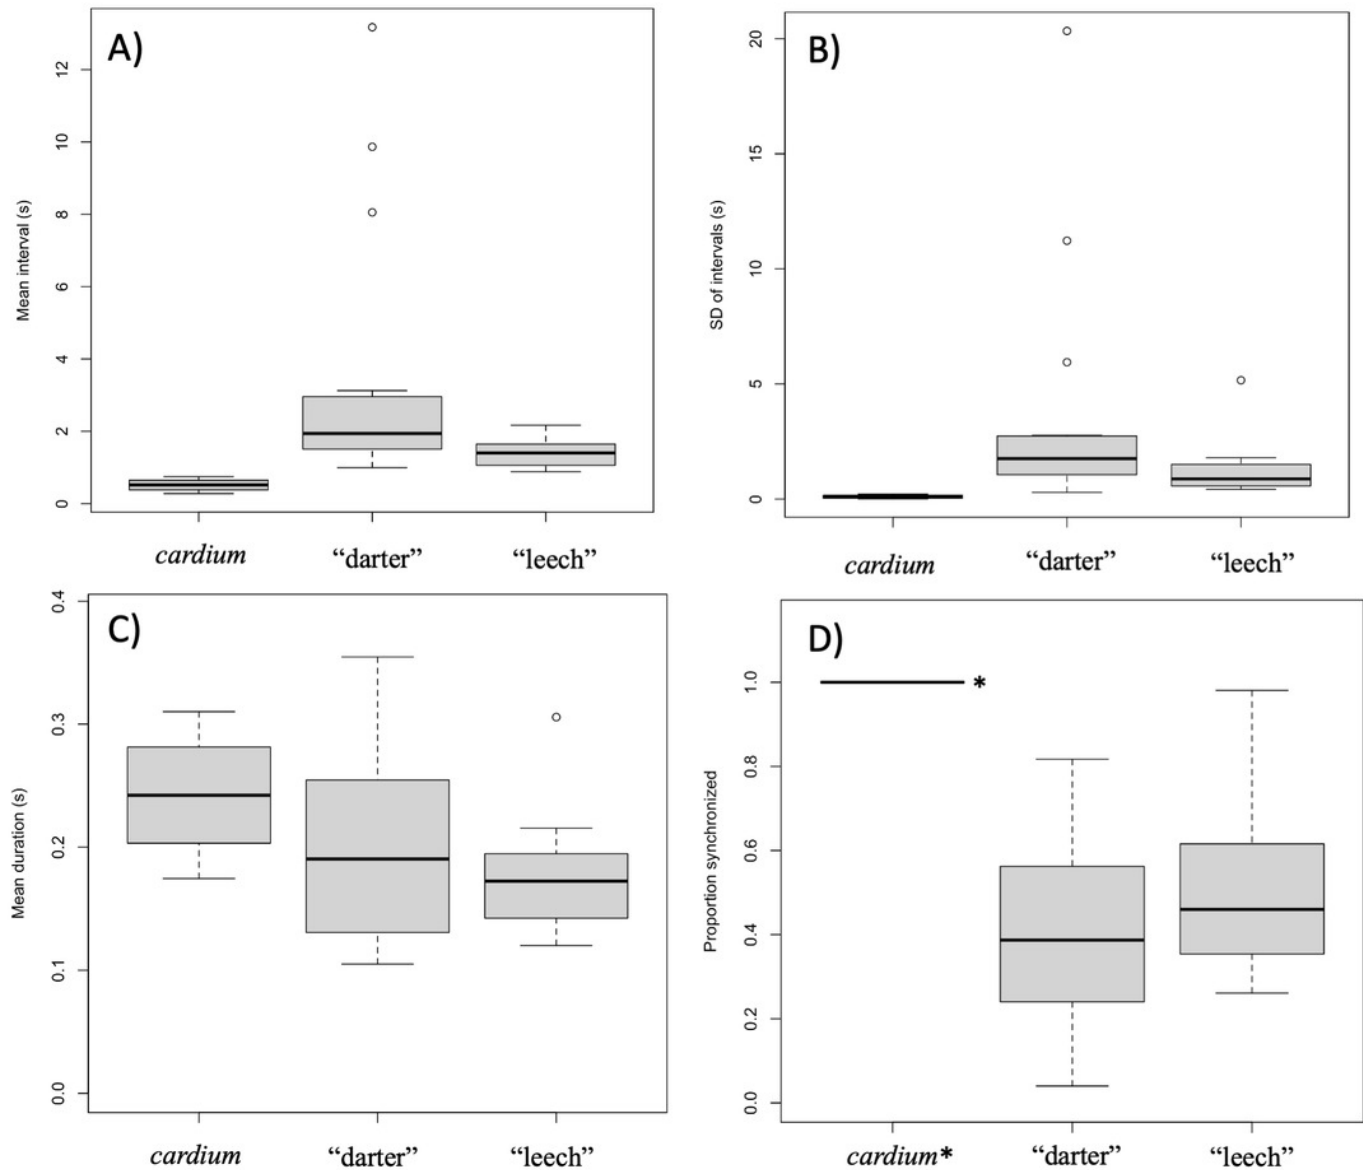 A)
Mean interval (s)
12
10
8
6
4
2
0
cardium
“darter”
“leech”
B)
SD of intervals (s)
20
15
10
5
0
cardium
“darter”
“leech”
C)
Mean duration (s)
0.4
0.3
0.2
0.1
0.0
cardium
“darter”
“leech”
D)
Proportion synchronized
1.0
*
0.8
0.6
0.4
0.2
0.0
cardium*
“darter”
“leech”